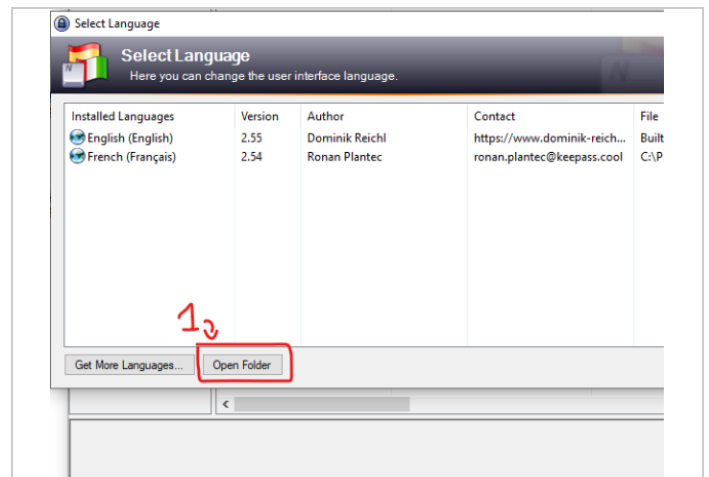 Select Language
Select Language
Here you can change the user interface language.
Installed Languages Version Author Contact File
English (English) 2.55 Dominik Reichl https://www.dominik-reich... Built
French (Français) 2.54 Ronan Plantec ronan.plantec@keepass.cool C:\P
1
Get More Languages... Open Folder